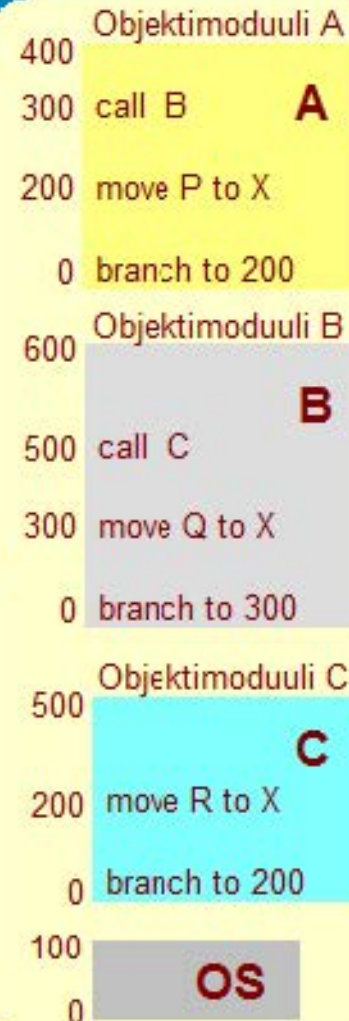 Objektimoduuli A
400
300 call B A
200 move P to X
0 branch to 200
Objektimoduuli B
600
B
500 call C
300 move Q to X
0 branch to 300
Objektimoduuli C
500
C
200 move R to X
0 branch to 200
100
OS
0